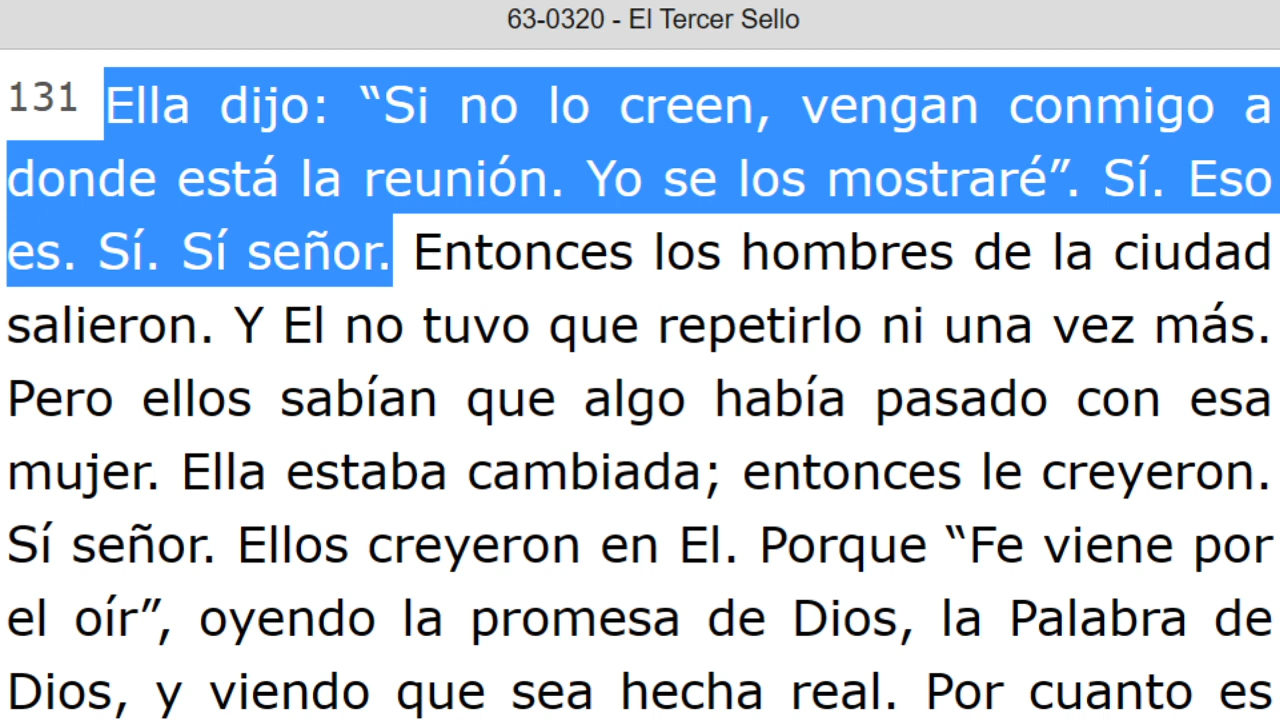 63-0320 - El Tercer Sello
131 Ella dijo: “Si no lo creen, vengan conmigo a
donde está la reunión. Yo se los mostraré”. Sí. Eso
es. Sí. Sí señor. Entonces los hombres de la ciudad
salieron. Y El no tuvo que repetirlo ni una vez más.
Pero ellos sabían que algo había pasado con esa
mujer. Ella estaba cambiada; entonces le creyeron.
Sí señor. Ellos creyeron en El. Porque “Fe viene por
el oír”, oyendo la promesa de Dios, la Palabra de
Dios, y viendo que sea hecha real. Por cuanto es